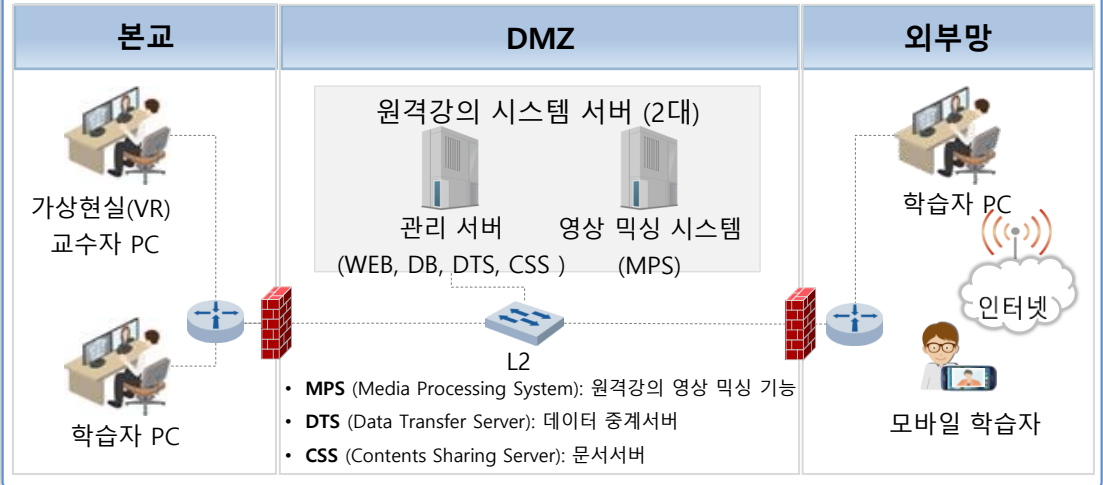 본교
DMZ
외부망
가상현실(VR)
교수자 PC
학습자 PC
원격강의 시스템 서버 (2대)
관리 서버
(WEB, DB, DTS, CSS )
영상 믹싱 시스템
(MPS)
L2
• MPS (Media Processing System): 원격강의 영상 믹싱 기능
• DTS (Data Transfer Server): 데이터 중계서버
• CSS (Contents Sharing Server): 문서서버
학습자 PC
인터넷
모바일 학습자